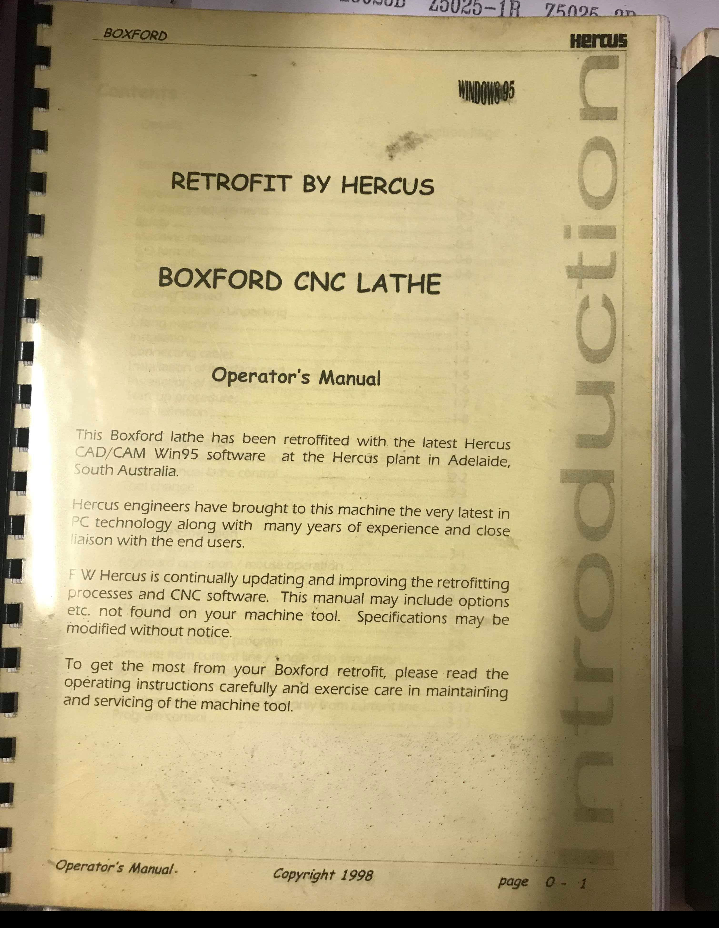 Z5025-1R Z5025
BOXFORD
Hercus
WINDOWS 95
Introduction
RETROFIT BY HERCUS
BOXFORD CNC LATHE
Operator's Manual
This Boxford lathe has been retroffited with the latest Hercus
CAD/CAM Win95 software at the Hercus plant in Adelaide,
South Australia.
Hercus engineers have brought to this machine the very latest in
PC technology along with many years of experience and close
liaison with the end users.
F W Hercus is continually updating and improving the retrofitting
processes and CNC software. This manual may include options
etc. not found on your machine tool. Specifications may be
modified without notice.
To get the most from your Boxford retrofit, please read the
operating instructions carefully and exercise care in maintaining
and servicing of the machine tool.
Operator's Manual.
Copyright 1998
page 0 - 1